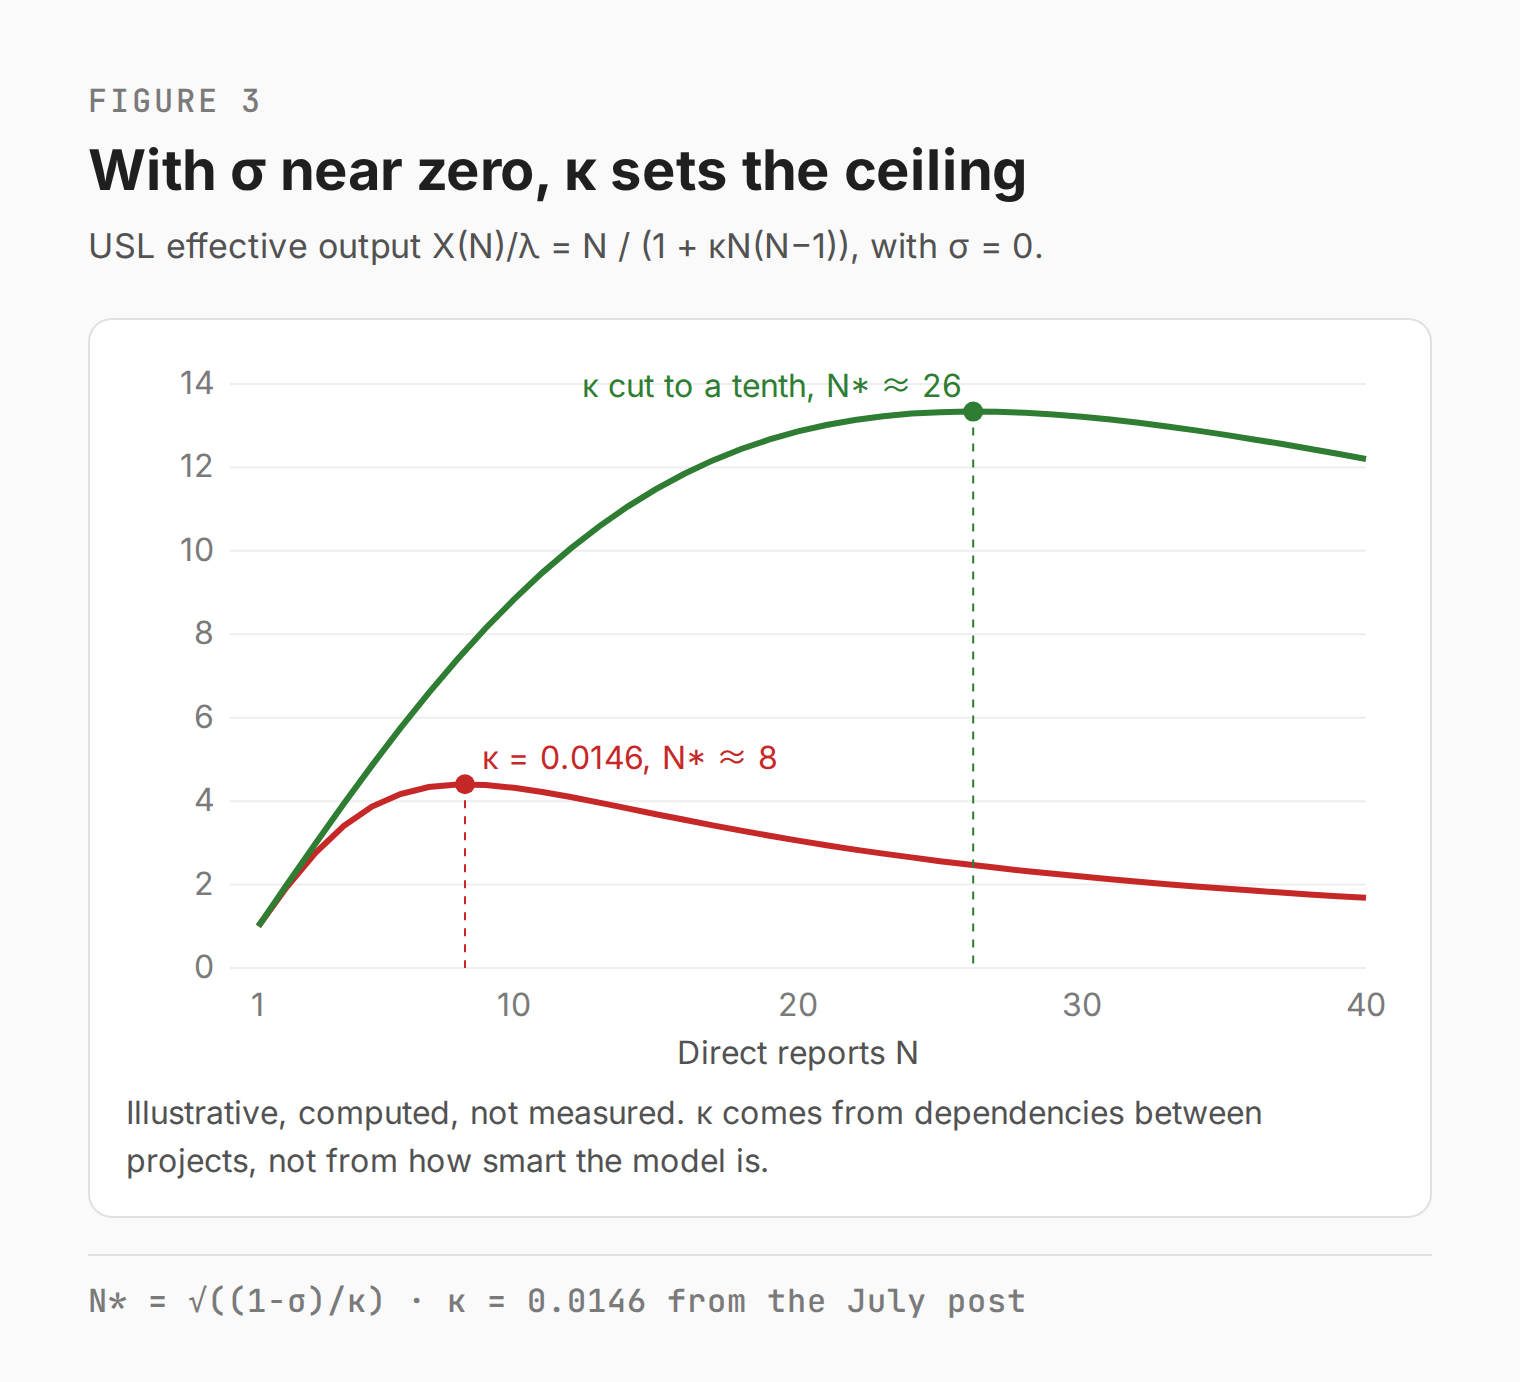 FIGURE 3
With σ near zero, κ sets the ceiling
USL effective output X(N)/λ = N / (1 + κN(N−1)), with σ = 0.
14
κ cut to a tenth, N* ≈ 26
12
10
8
6
κ = 0.0146, N* ≈ 8
4
2
0
1 10 20 30 40
Direct reports N
Illustrative, computed, not measured. κ comes from dependencies between
projects, not from how smart the model is.
N* = √((1-σ)/κ) · κ = 0.0146 from the July post